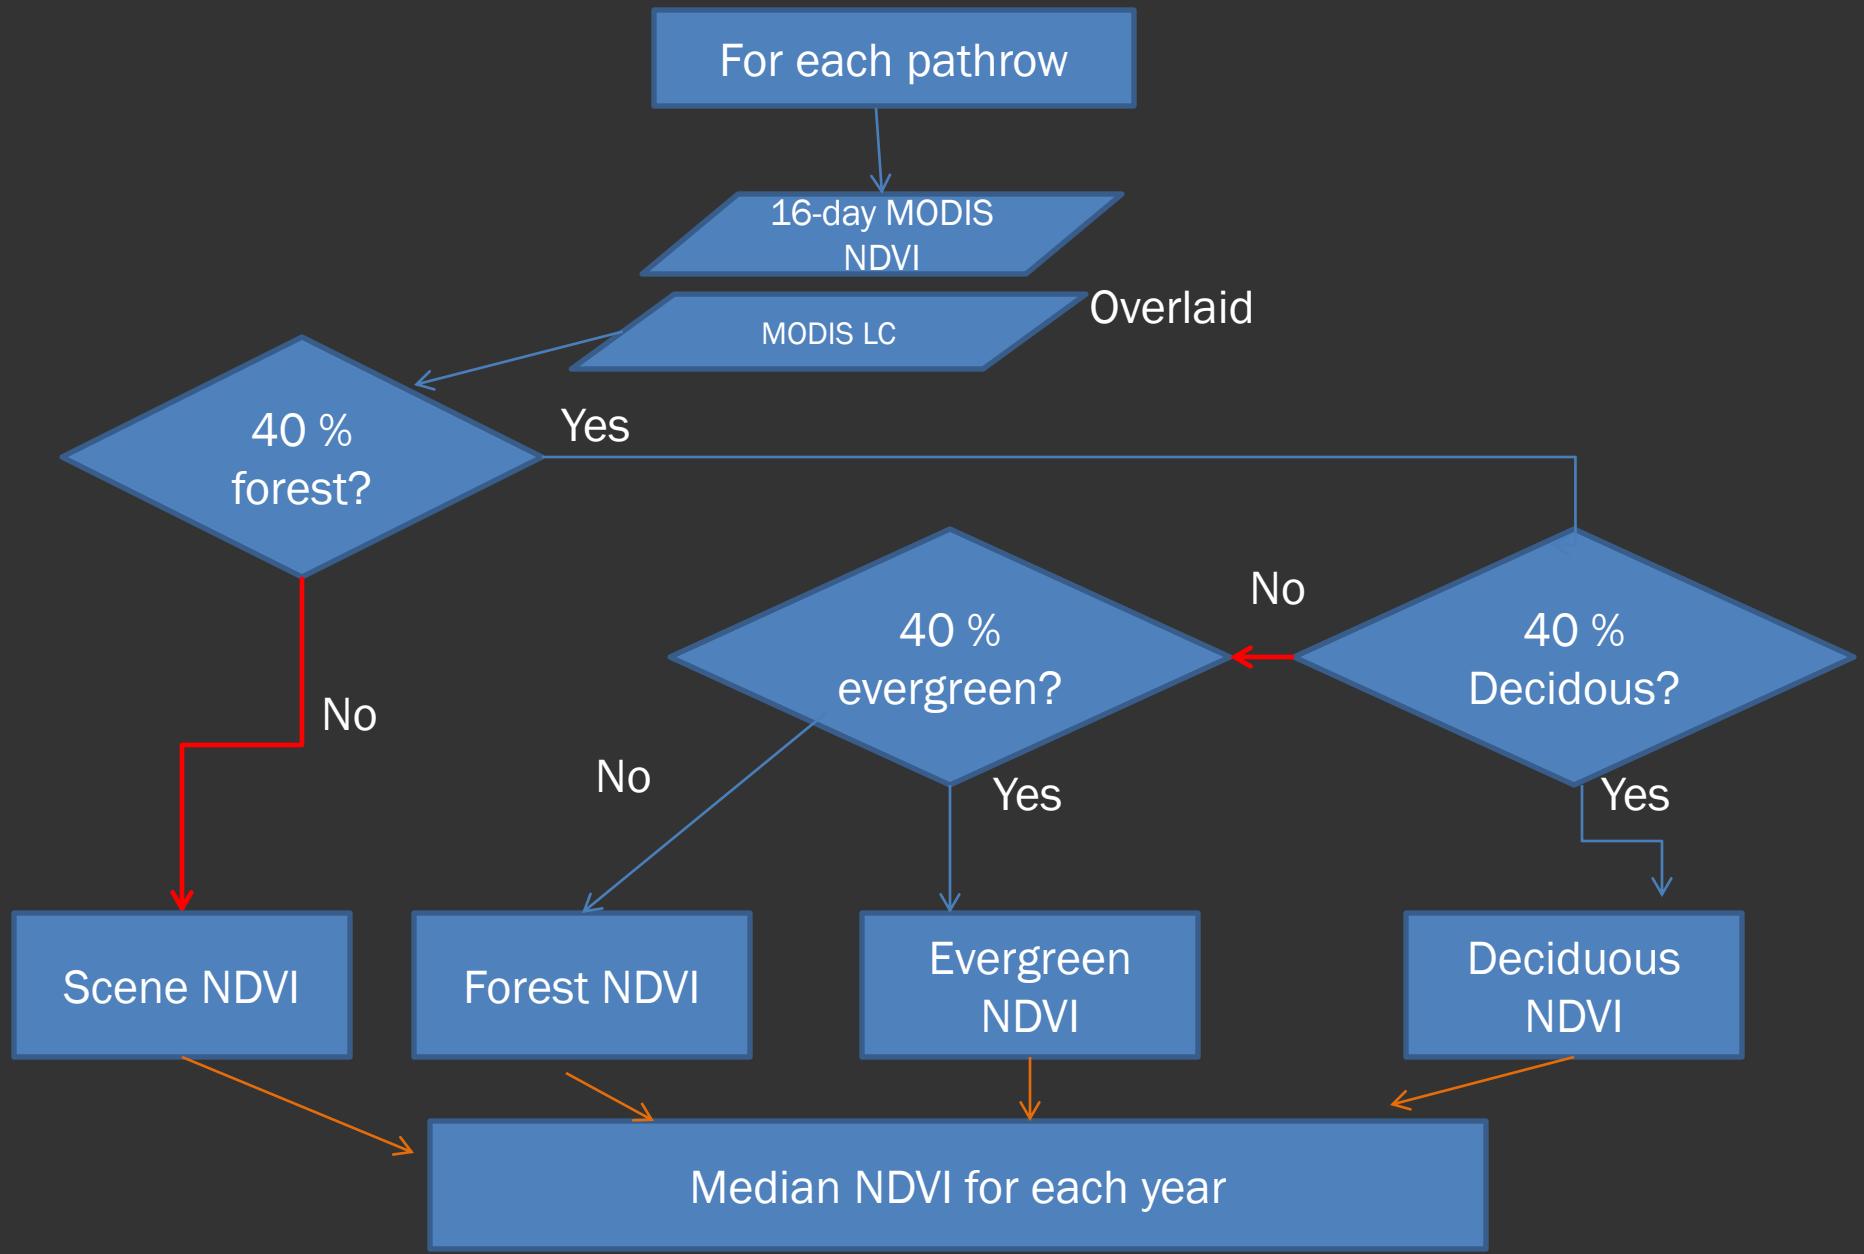 For each pathrow
16-day MODIS
NDVI
Overlaid
MODIS LC
40 %
forest?
Yes
No
40 %
evergreen?
No
40 %
Decidous?
No
Yes
Yes
Scene NDVI
Forest NDVI
Evergreen
NDVI
Deciduous
NDVI
Median NDVI for each year